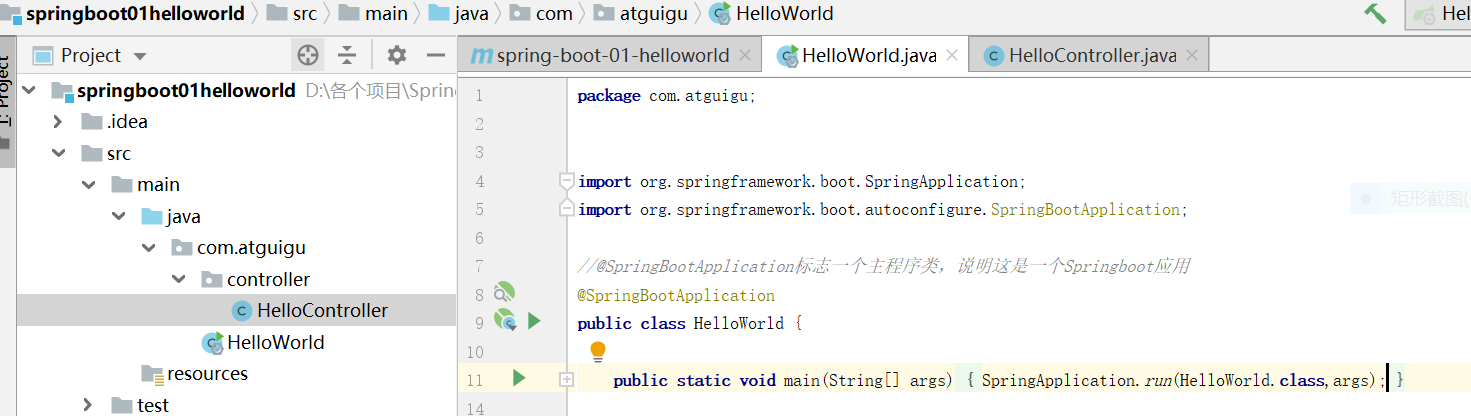 springboot01helloworld src main java com atguigu HelloWorld Hel
Project
spring-boot-01-helloworld HelloWorld.java HelloController.java
1: Project
springboot01helloworld D:\各个项目\Sprin
.idea
src
main
java
com.atguigu
controller
HelloController
HelloWorld
resources
test
1 package com.atguigu;
2
3
4 import org.springframework.boot.SpringApplication;
5 import org.springframework.boot.autoconfigure.SpringBootApplication;
6
7 //@SpringBootApplication标志一个主程序类，说明这是一个Springboot应用
8 @SpringBootApplication
9 public class HelloWorld {
10
11 public static void main(String[] args) { SpringApplication.run(HelloWorld.class,args); }
14
矩形截图(